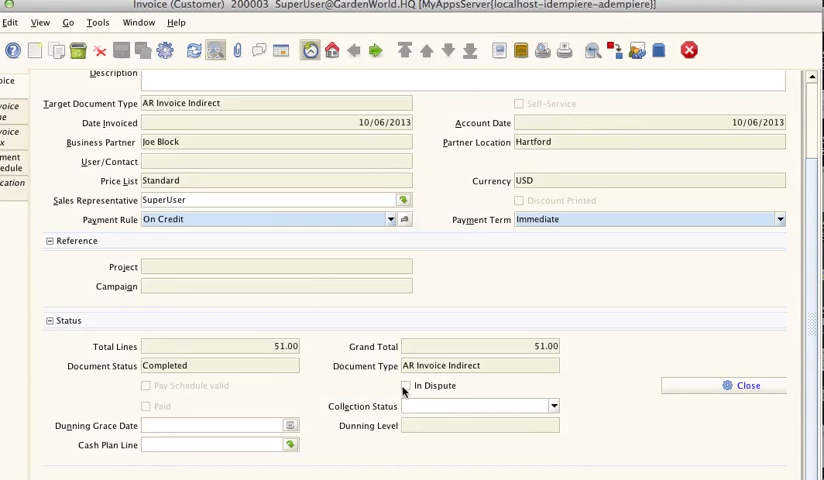 Invoice (Customer) 200003 SuperUser@GardenWorld.HQ [MyAppsServer{localhost-idempiere-adempiere}]
Edit View Go Tools Window Help
Description
Target Document Type AR Invoice Indirect Self-Service
Date Invoiced 10/06/2013 Account Date 10/06/2013
Business Partner Joe Block Partner Location Hartford
User/Contact
Price List Standard Currency USD
Sales Representative SuperUser Discount Printed
Payment Rule On Credit Payment Term Immediate
Reference
Project
Campaign
Status
Total Lines 51.00 Grand Total 51.00
Document Status Completed Document Type AR Invoice Indirect
Pay Schedule valid In Dispute Close
Paid Collection Status
Dunning Grace Date Dunning Level
Cash Plan Line